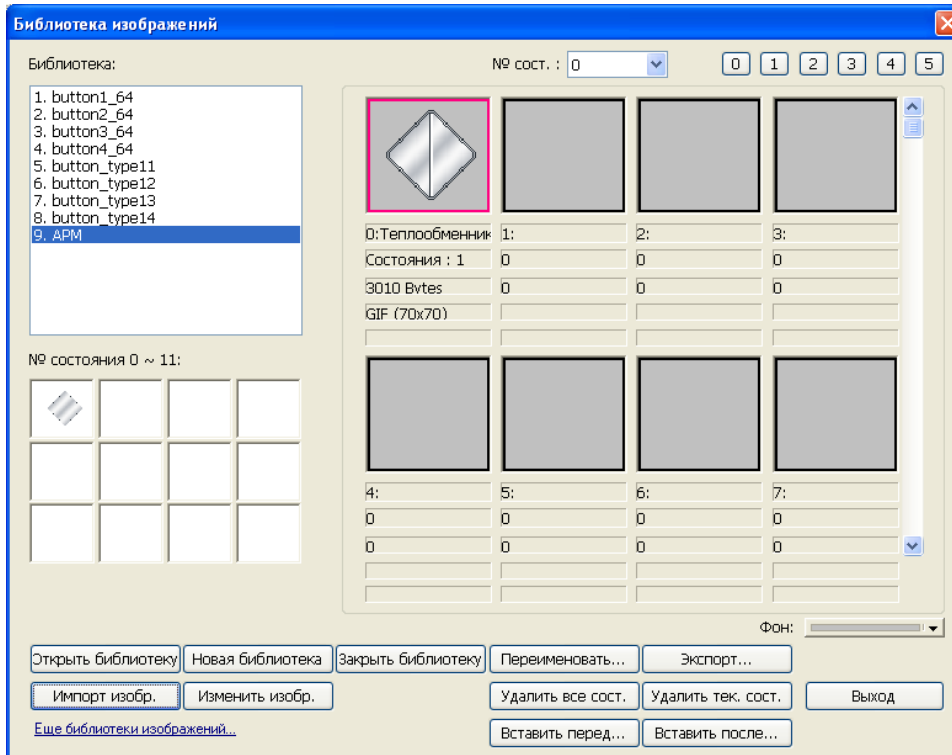 Библиотека изображений
Библиотека:
№ сост. : 0
0 1 2 3 4 5
1. button1_64
2. button2_64
3. button3_64
4. button4_64
5. button_type11
6. button_type12
7. button_type13
8. button_type14
9. АРМ
0:Теплообменник 1: 2: 3:
Состояния : 1 0 0 0
3010 Bytes 0 0 0
GIF (70x70)
№ состояния 0 ~ 11:
4: 5: 6: 7:
0 0 0 0
0 0 0 0
Фон:
Открыть библиотеку Новая библиотека Закрыть библиотеку Переименовать... Экспорт...
Импорт изобр. Изменить изобр. Удалить все сост. Удалить тек. сост. Выход
Еще библиотеки изображений...
Вставить перед... Вставить после...